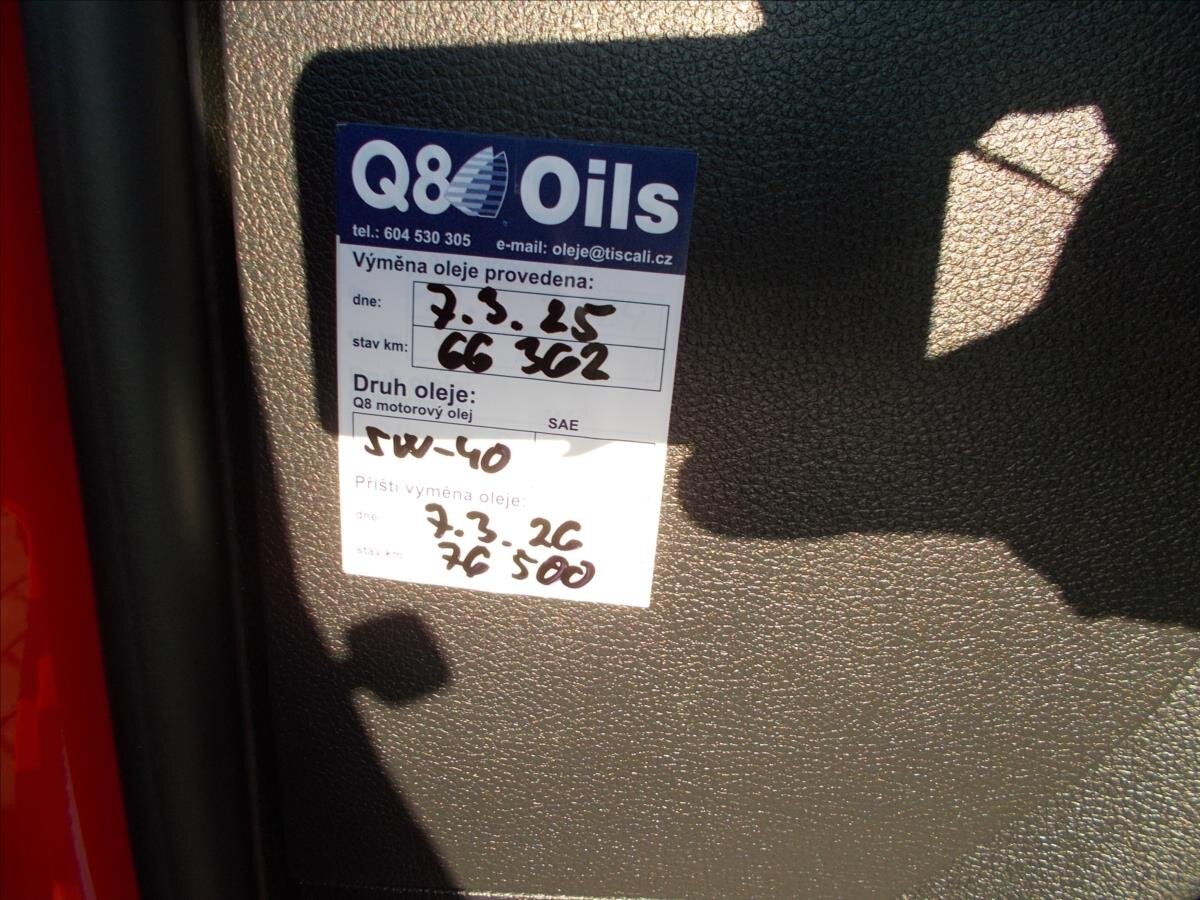 Q8 Oils
tel.: 604 530 305 e-mail: oleje@tiscali.cz
Výměna oleje provedena:
dne: 7.3.25
stav km: 66 362
Druh oleje:
Q8 motorový olej SAE
5W-40
Příští výměna oleje:
dne: 7.3.26
stav km: 76 500